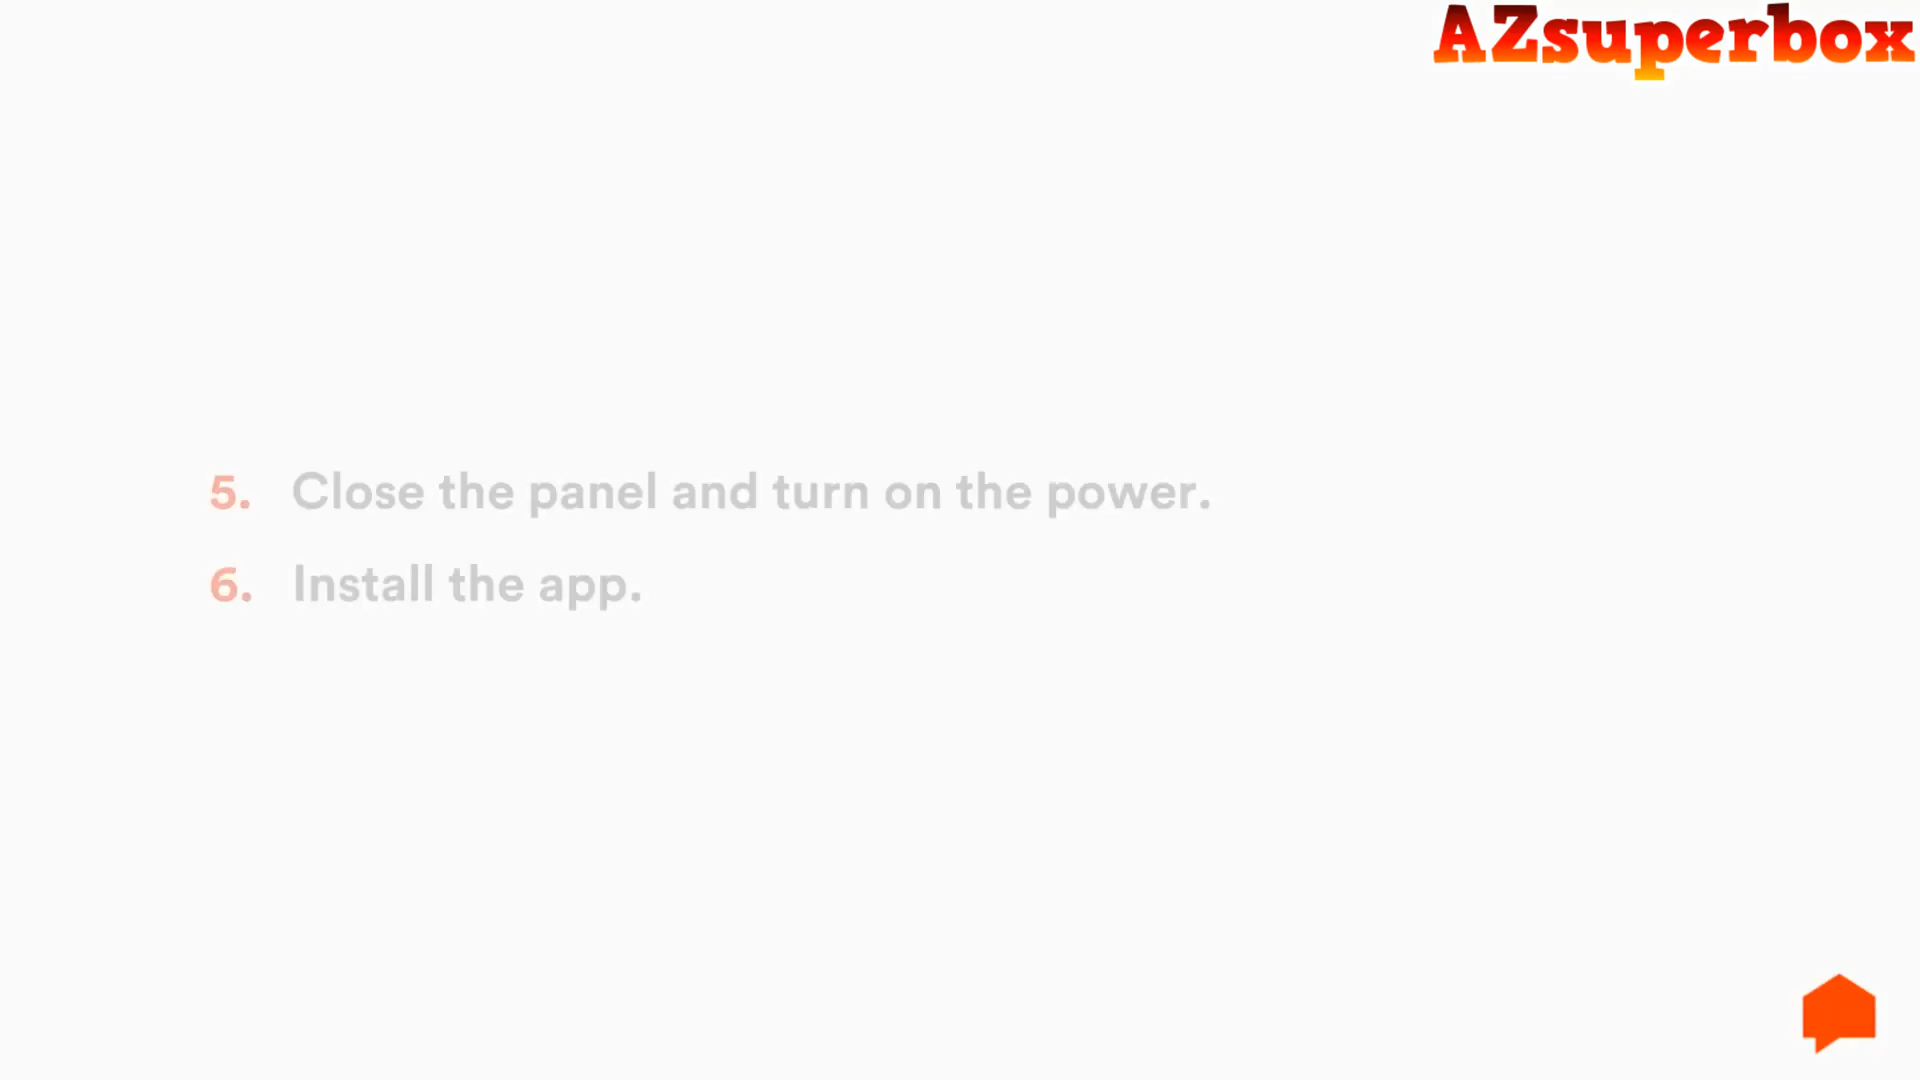 AZsuperbox
5. Close the panel and turn on the power.
6. Install the app.